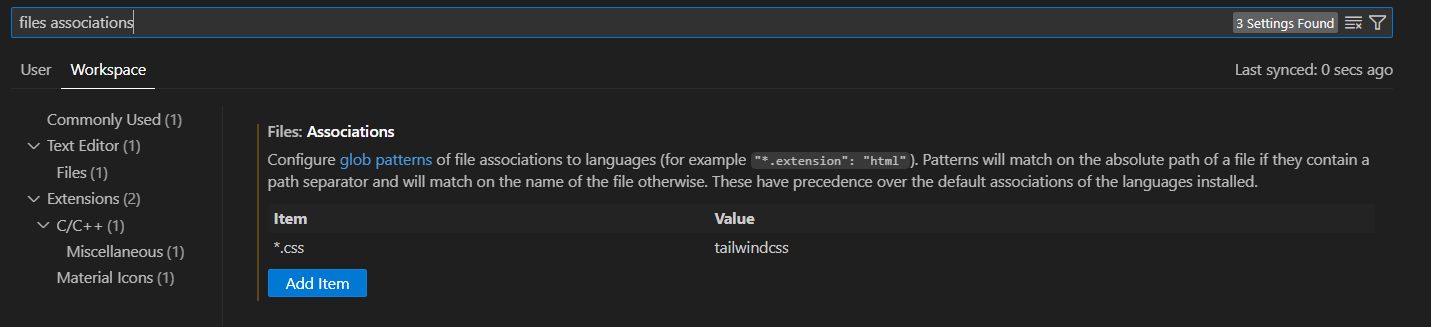 files associations
3 Settings Found
User Workspace
Last synced: 0 secs ago
Commonly Used (1)
Text Editor (1)
Files (1)
Extensions (2)
C/C++ (1)
Miscellaneous (1)
Material Icons (1)
Files: Associations
Configure glob patterns of file associations to languages (for example "*.extension": "html"). Patterns will match on the absolute path of a file if they contain a
path separator and will match on the name of the file otherwise. These have precedence over the default associations of the languages installed.
Item Value
*.css tailwindcss
Add Item